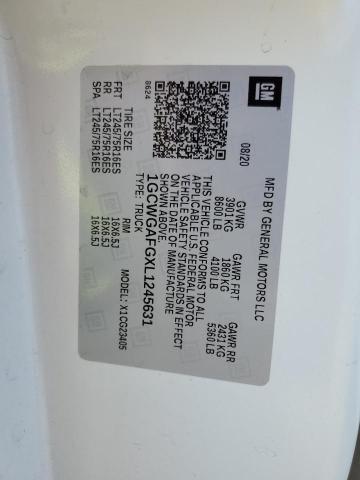 GM
MFD BY GENERAL MOTORS LLC
08/20 GVWR GAWR FRT GAWR RR
3901 KG 1860 KG 2431 KG
8600 LB 4100 LB 5360 LB
THIS VEHICLE CONFORMS TO ALL
APPLICABLE U.S. FEDERAL MOTOR
VEHICLE SAFETY STANDARDS IN EFFECT
ON THE DATE OF MANUFACTURE
SHOWN ABOVE.
1GCWGAFGXL1245631
TYPE: TRUCK
8624 MODEL: X1CG23405
TIRE SIZE RIM
FRT LT245/75R16ES 16X6.5J
RR LT245/75R16ES 16X6.5J
SPA LT245/75R16ES 16X6.5J